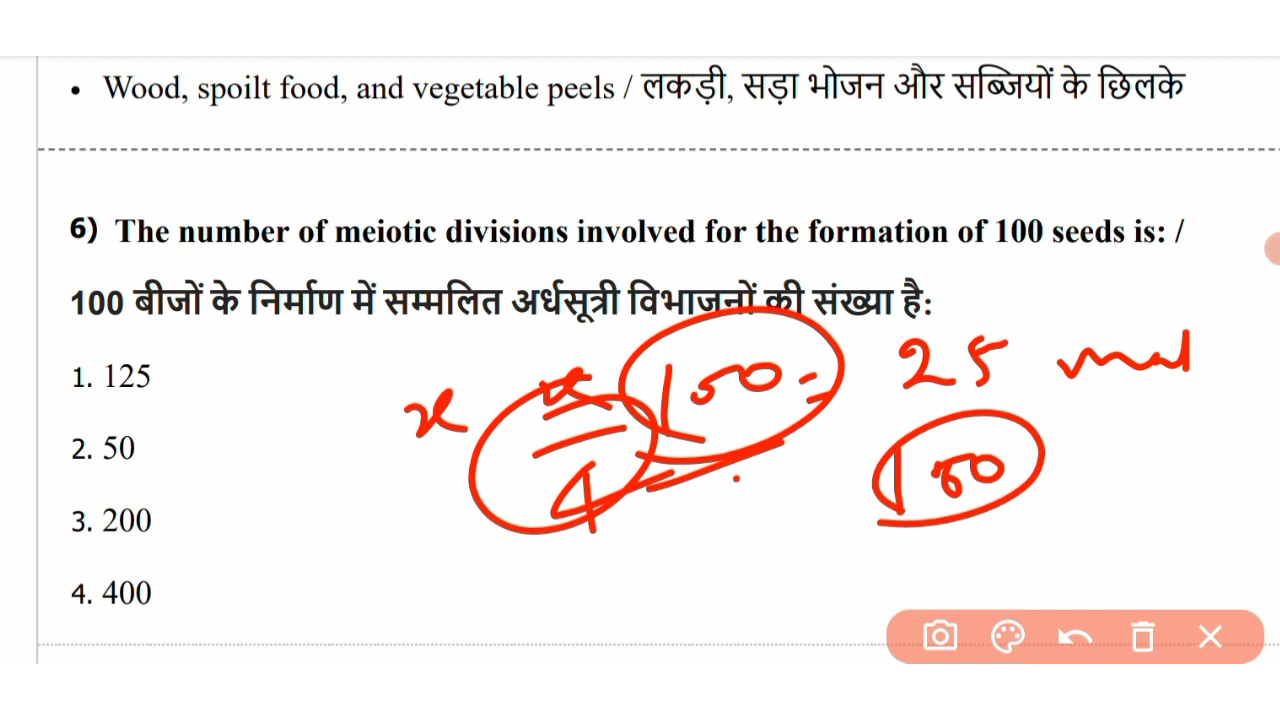 • Wood, spoilt food, and vegetable peels / लकड़ी, सड़ा भोजन और सब्जियों के छिलके
6) The number of meiotic divisions involved for the formation of 100 seeds is: /
100 बीजों के निर्माण में सम्मलित अर्धसूत्री विभाजनों की संख्या है:
1. 125
2. 50
3. 200
4. 400
x
x
4
25